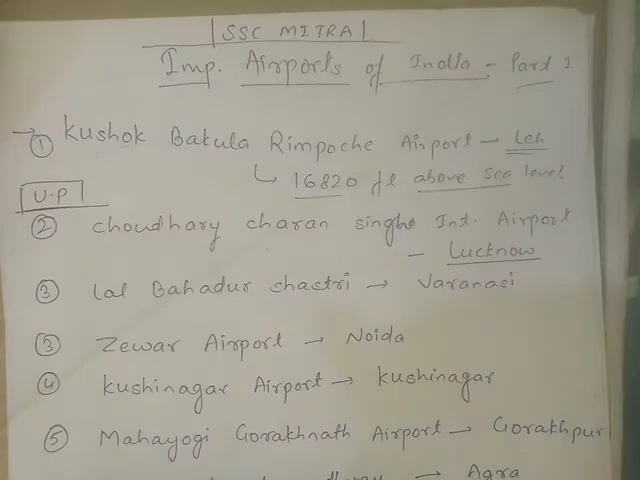 SSC MITRA
Imp. Airports of India - Part 1
→ ① Kushok Bakula Rimpoche Airport - Leh
↳ 16820 ft above sea level
U.P
② Choudhary Charan Singh Int. Airport
- Lucknow
③ Lal Bahadur Shastri → Varanasi
③ Zewar Airport → Noida
④ Kushinagar Airport → Kushinagar
⑤ Mahayogi Gorakhnath Airport → Gorakhpur
→ Agra